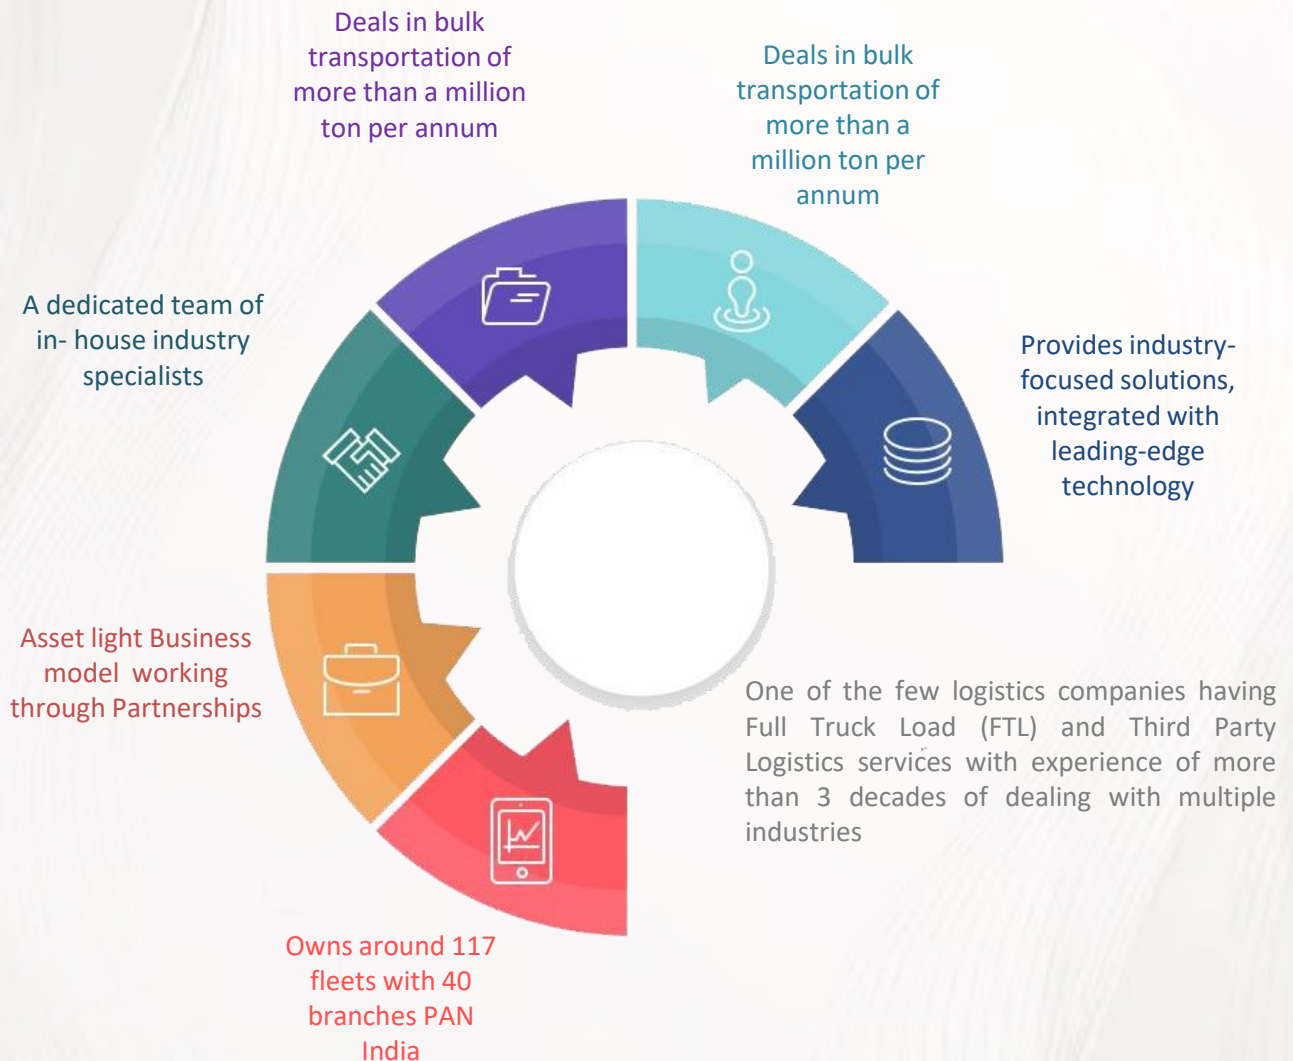 Deals in bulk
transportation of
more than a million
ton per annum
Deals in bulk
transportation of
more than a
million ton per
annum
A dedicated team of
in- house industry
specialists
Provides industry-
focused solutions,
integrated with
leading-edge
technology
Asset light Business
model working
through Partnerships
One of the few logistics companies having
Full Truck Load (FTL) and Third Party
Logistics services with experience of more
than 3 decades of dealing with multiple
industries
Owns around 117
fleets with 40
branches PAN
India